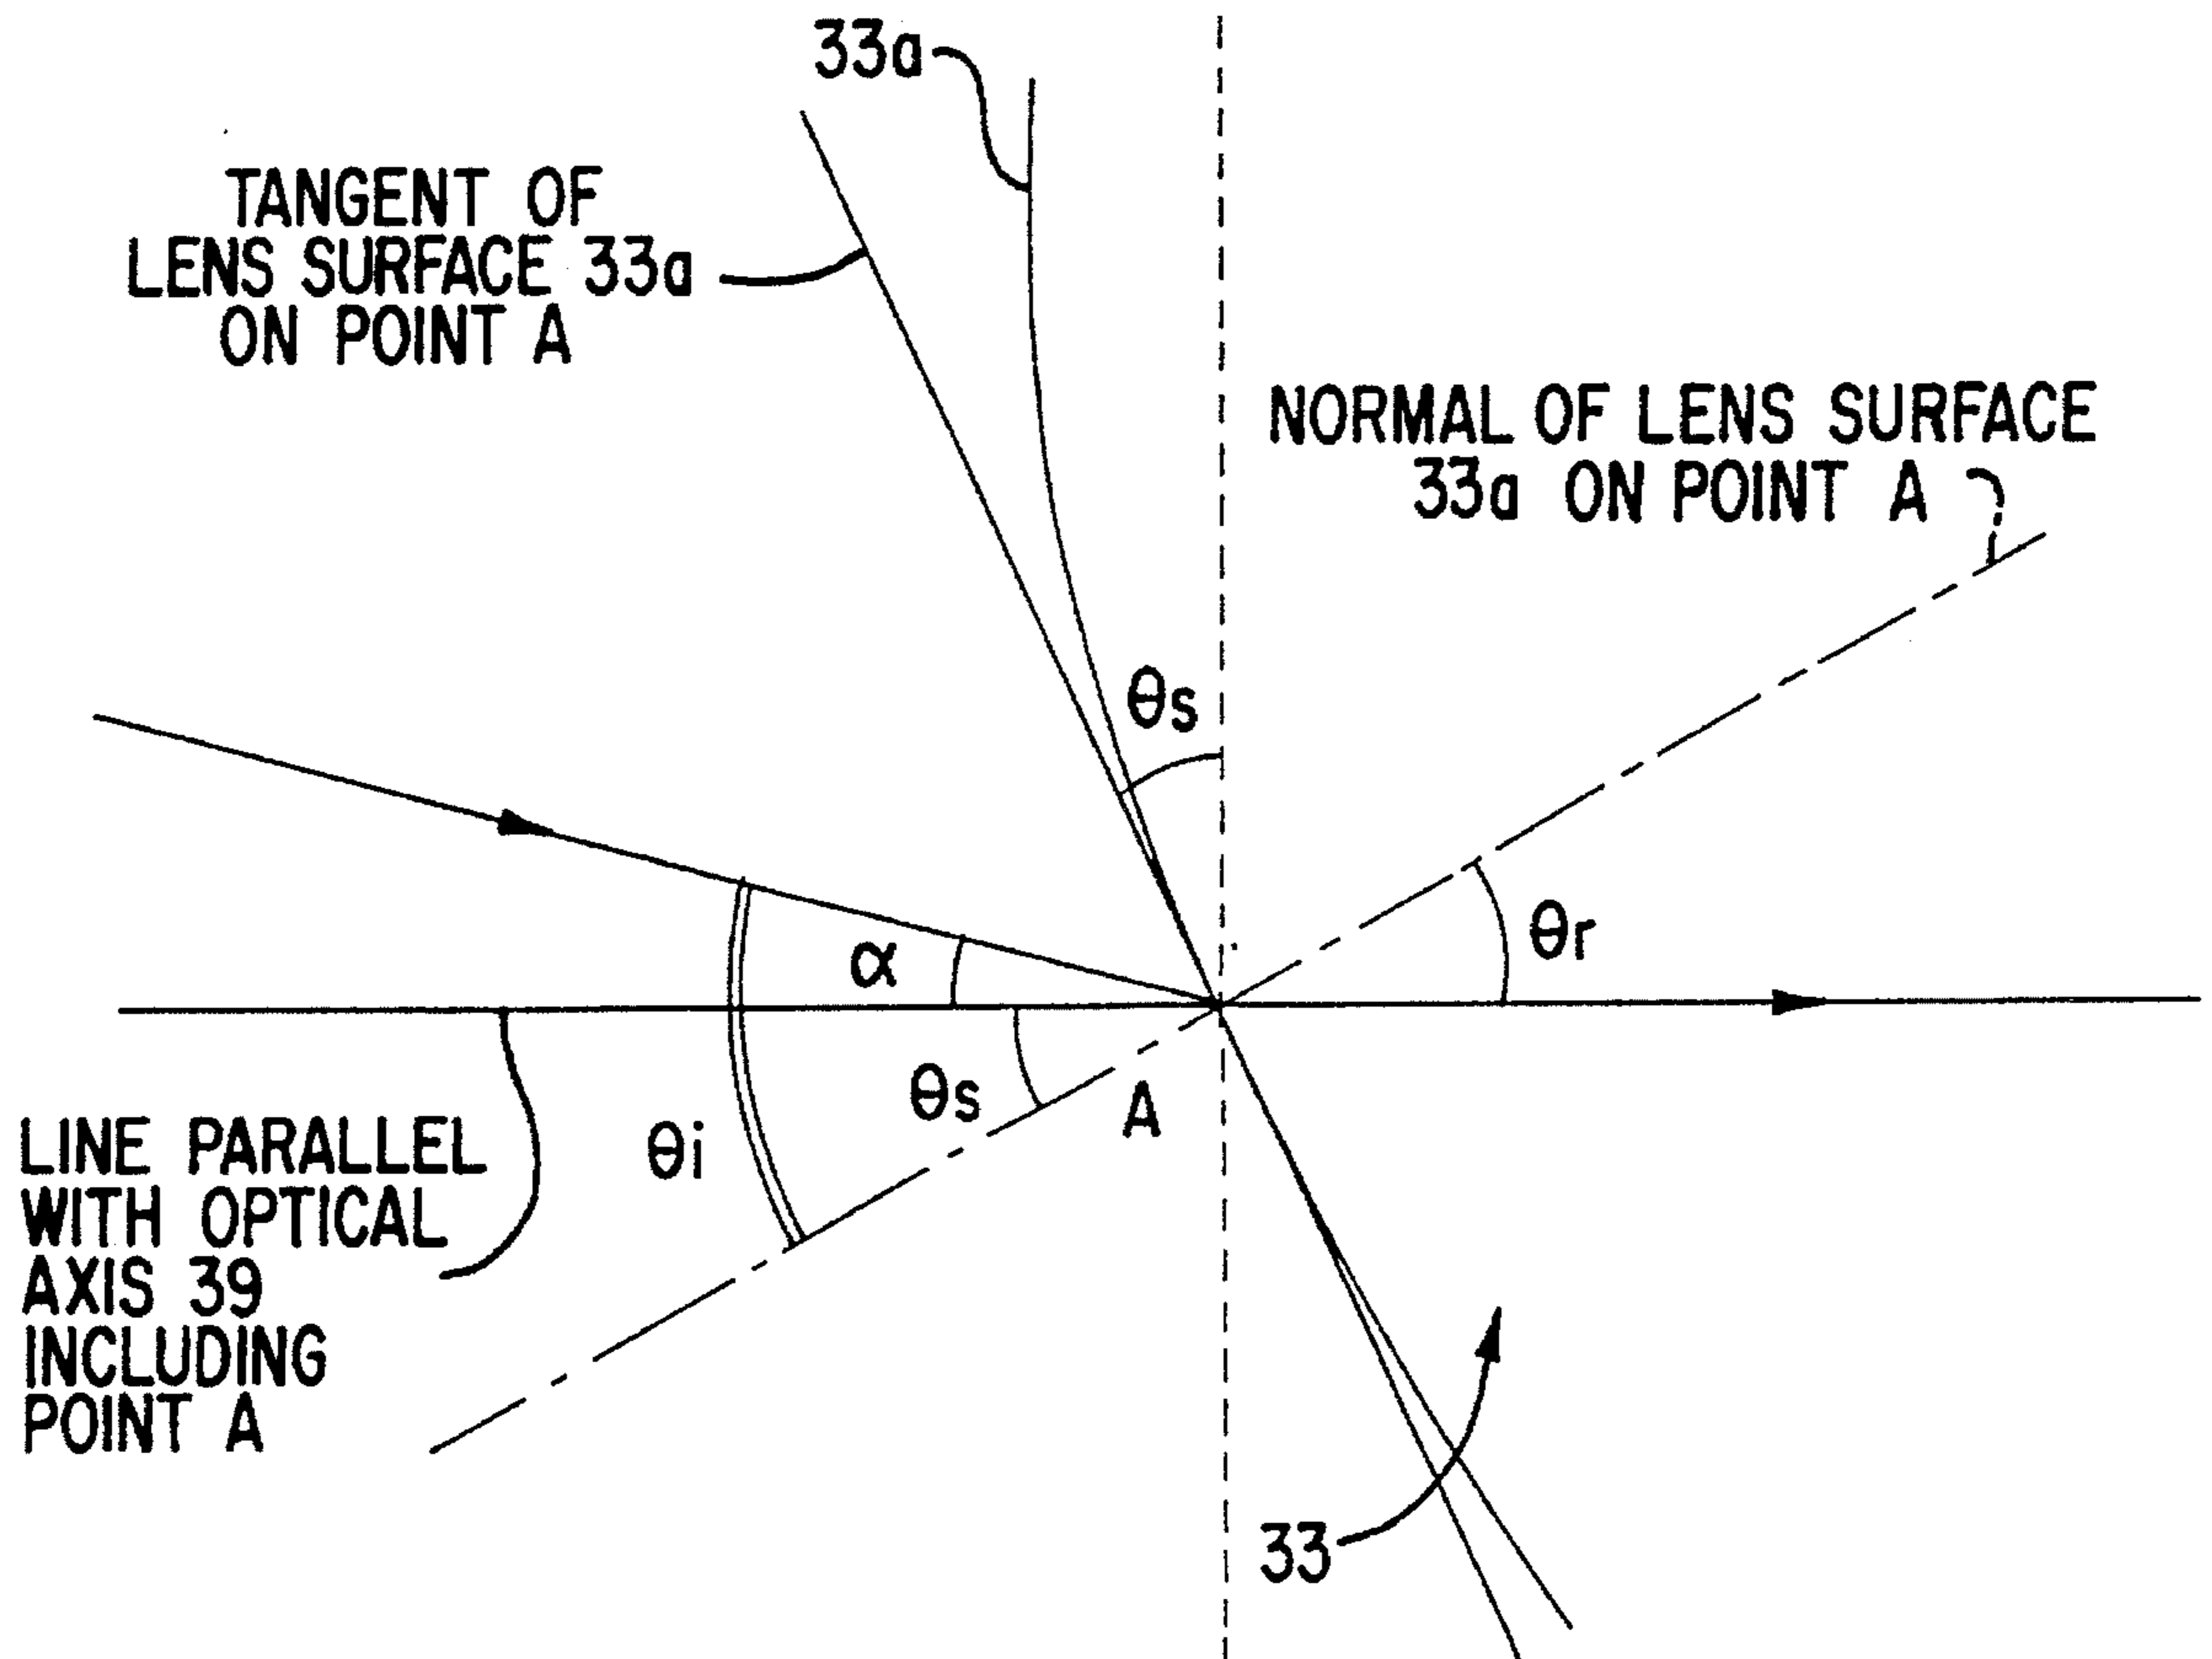 33a
TANGENT OF
LENS SURFACE 33a
ON POINT A
NORMAL OF LENS SURFACE
33a ON POINT A
θs
α
θr
θs
A
θi
LINE PARALLEL
WITH OPTICAL
AXIS 39
INCLUDING
POINT A
33